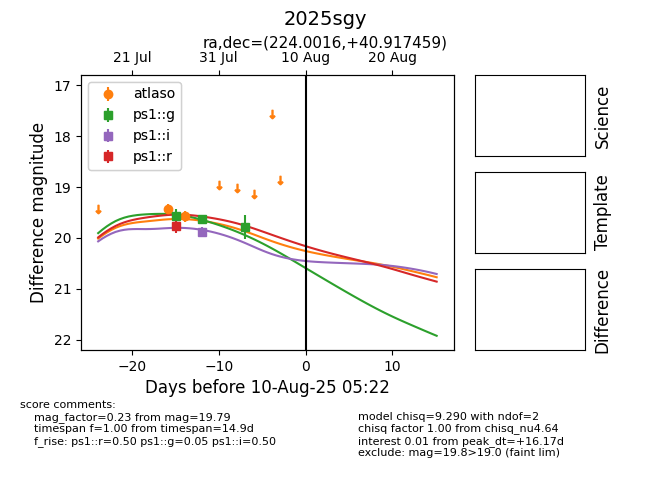 2025sgy
ra,dec=(224.0016,+40.917459)
21 Jul
31 Jul
10 Aug
20 Aug
atlaso
ps1::g
ps1::i
ps1::r
17
18
19
20
21
22
Difference magnitude
−20
−10
0
10
Days before 10-Aug-25 05:22
Science
Template
Difference
score comments:
mag_factor=0.23 from mag=19.79
timespan f=1.00 from timespan=14.9d
f_rise: ps1::r=0.50 ps1::g=0.05 ps1::i=0.50
model chisq=9.290 with ndof=2
chisq factor 1.00 from chisq_nu4.64
interest 0.01 from peak_dt=+16.17d
exclude: mag=19.8>19.0 (faint lim)